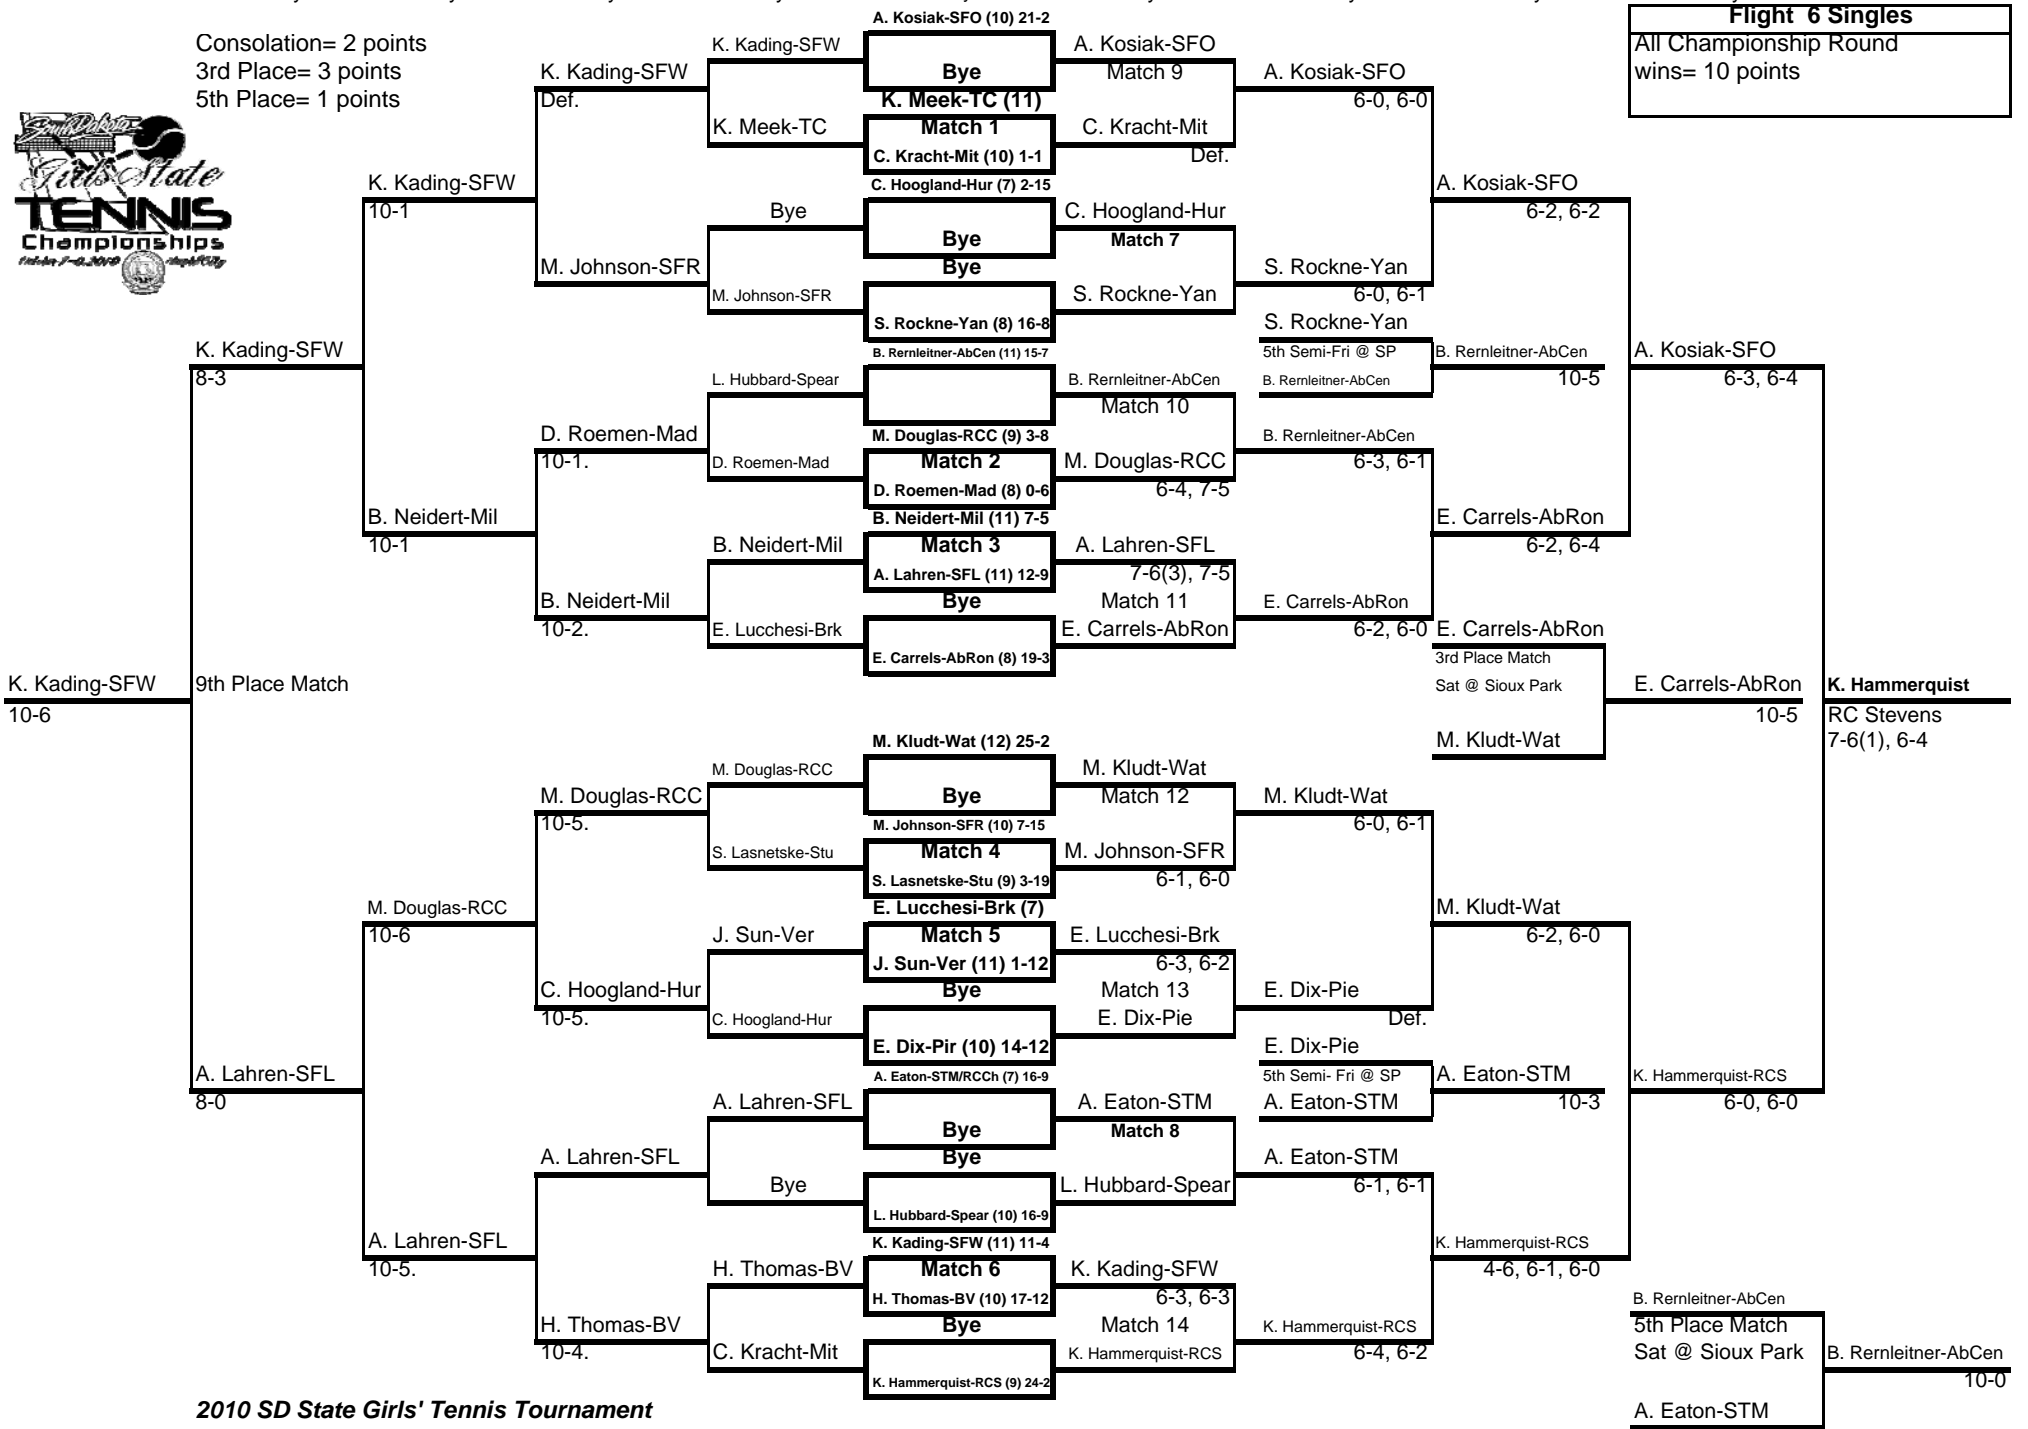 A. Kosiak-SFO (10) 21-2
Flight 6 Singles
All Championship Round
wins= 10 points
Consolation= 2 points
3rd Place= 3 points
5th Place= 1 points
South Dakota
Girls State
TENNIS
Championships
K. Kading-SFW
10-6
9th Place Match
K. Kading-SFW
8-3
A. Lahren-SFL
8-0
K. Kading-SFW
10-1
B. Neidert-Mil
10-1
M. Douglas-RCC
10-6
A. Lahren-SFL
10-5.
K. Kading-SFW
Def.
M. Johnson-SFR
D. Roemen-Mad
10-1.
B. Neidert-Mil
10-2.
M. Douglas-RCC
10-5.
C. Hoogland-Hur
10-5.
A. Lahren-SFL
H. Thomas-BV
10-4.
K. Kading-SFW
K. Meek-TC
Bye
M. Johnson-SFR
L. Hubbard-Spear
D. Roemen-Mad
B. Neidert-Mil
E. Lucchesi-Brk
M. Douglas-RCC
S. Lasnetske-Stu
J. Sun-Ver
C. Hoogland-Hur
A. Lahren-SFL
Bye
H. Thomas-BV
C. Kracht-Mit
Bye
K. Meek-TC (11)
Match 1
C. Kracht-Mit (10) 1-1
C. Hoogland-Hur (7) 2-15
Bye
Bye
S. Rockne-Yan (8) 16-8
B. Rernleitner-AbCen (11) 15-7
M. Douglas-RCC (9) 3-8
Match 2
D. Roemen-Mad (8) 0-6
B. Neidert-Mil (11) 7-5
Match 3
A. Lahren-SFL (11) 12-9
Bye
E. Carrels-AbRon (8) 19-3
M. Kludt-Wat (12) 25-2
Bye
M. Johnson-SFR (10) 7-15
Match 4
S. Lasnetske-Stu (9) 3-19
E. Lucchesi-Brk (7)
Match 5
J. Sun-Ver (11) 1-12
Bye
E. Dix-Pir (10) 14-12
A. Eaton-STM/RCCh (7) 16-9
Bye
Bye
L. Hubbard-Spear (10) 16-9
K. Kading-SFW (11) 11-4
Match 6
H. Thomas-BV (10) 17-12
Bye
K. Hammerquist-RCS (9) 24-2
A. Kosiak-SFO
Match 9
C. Kracht-Mit
Def.
C. Hoogland-Hur
Match 7
S. Rockne-Yan
B. Rernleitner-AbCen
Match 10
M. Douglas-RCC
6-4, 7-5
A. Lahren-SFL
7-6(3), 7-5
Match 11
E. Carrels-AbRon
M. Kludt-Wat
Match 12
M. Johnson-SFR
6-1, 6-0
E. Lucchesi-Brk
6-3, 6-2
Match 13
E. Dix-Pie
A. Eaton-STM
Match 8
L. Hubbard-Spear
K. Kading-SFW
6-3, 6-3
Match 14
K. Hammerquist-RCS
A. Kosiak-SFO
6-0, 6-0
S. Rockne-Yan
6-0, 6-1
S. Rockne-Yan
5th Semi-Fri @ SP
B. Rernleitner-AbCen
B. Rernleitner-AbCen
6-3, 6-1
E. Carrels-AbRon
6-2, 6-0
M. Kludt-Wat
6-0, 6-1
E. Dix-Pie
Def.
E. Dix-Pie
5th Semi- Fri @ SP
A. Eaton-STM
A. Eaton-STM
6-1, 6-1
K. Hammerquist-RCS
6-4, 6-2
A. Kosiak-SFO
6-2, 6-2
B. Rernleitner-AbCen
10-5
E. Carrels-AbRon
6-2, 6-4
E. Carrels-AbRon
3rd Place Match
Sat @ Sioux Park
M. Kludt-Wat
M. Kludt-Wat
6-2, 6-0
A. Eaton-STM
10-3
K. Hammerquist-RCS
4-6, 6-1, 6-0
A. Kosiak-SFO
6-3, 6-4
E. Carrels-AbRon
10-5
K. Hammerquist-RCS
6-0, 6-0
B. Rernleitner-AbCen
5th Place Match
Sat @ Sioux Park
A. Eaton-STM
K. Hammerquist
RC Stevens
7-6(1), 6-4
B. Rernleitner-AbCen
10-0
2010 SD State Girls' Tennis Tournament